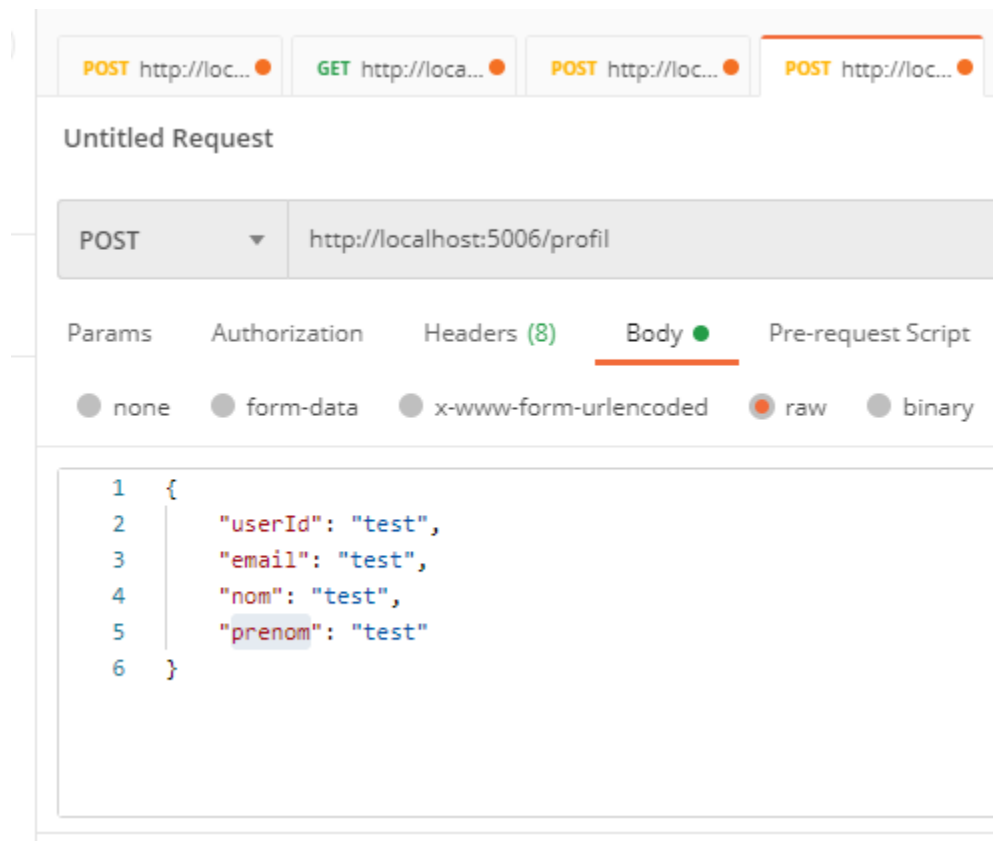 POST http://loc... GET http://loca... POST http://loc... POST http://loc...
Untitled Request
POST http://localhost:5006/profil
Params Authorization Headers (8) Body Pre-request Script
none form-data x-www-form-urlencoded raw binary
1 {
2 "userId": "test",
3 "email": "test",
4 "nom": "test",
5 "prenom": "test"
6 }